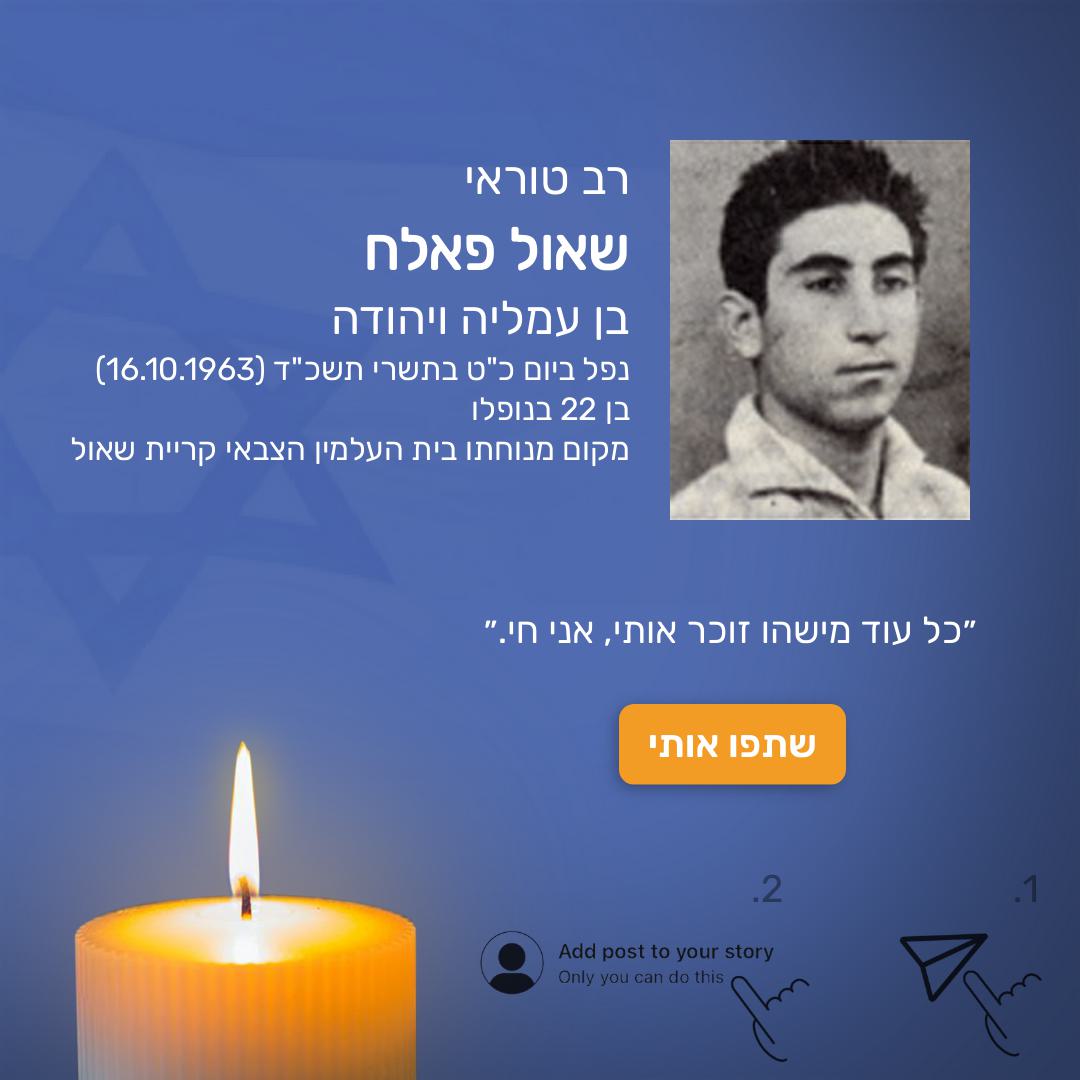 רב טוראי
שאול פאלח
בן עמליה ויהודה
נפל ביום כ"ט בתשרי תשכ"ד (16.10.1963)
בן 22 בנופלו
מקום מנוחתו בית העלמין הצבאי קריית שאול
״כל עוד מישהו זוכר אותי, אני חי.״
שתפו אותי
1.
2.
Add post to your story
Only you can do this